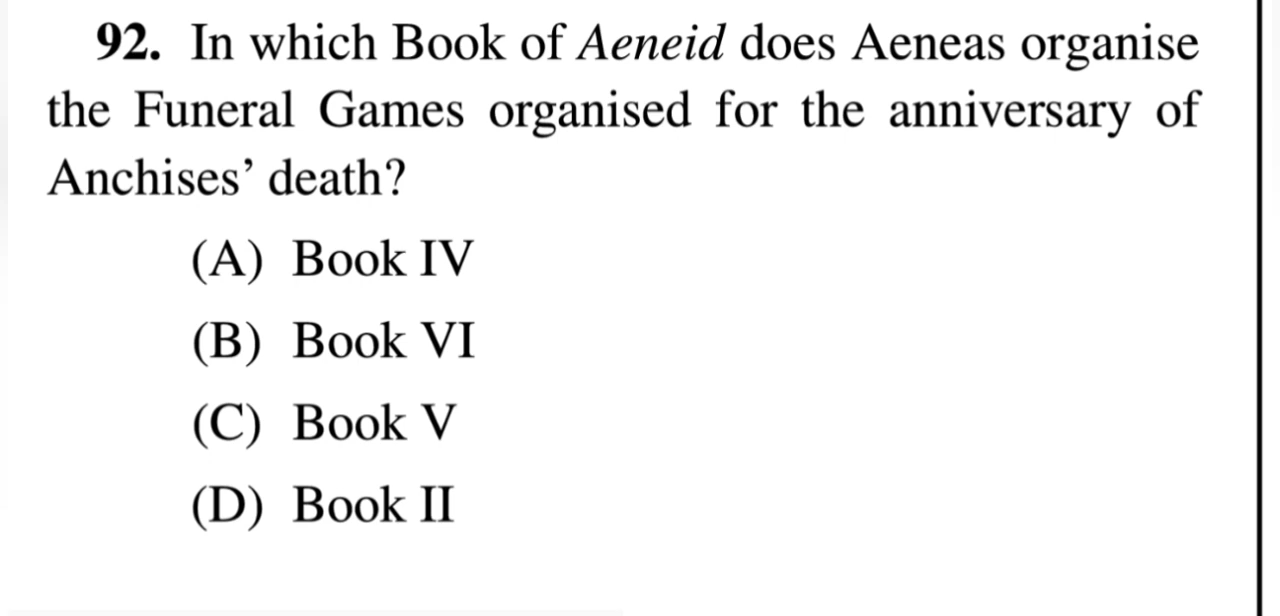 92. In which Book of Aeneid does Aeneas organise
the Funeral Games organised for the anniversary of
Anchises’ death?
(A) Book IV
(B) Book VI
(C) Book V
(D) Book II